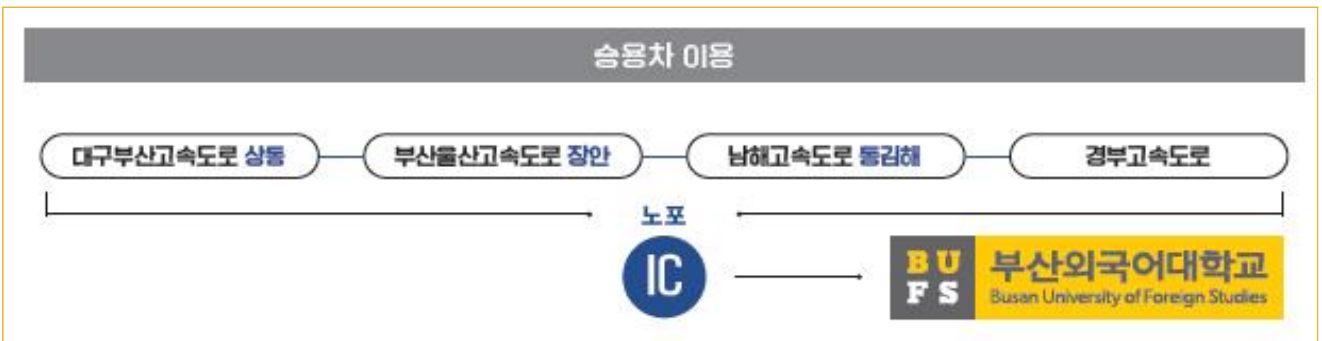 승용차 이용
대구부산고속도로 상동
부산울산고속도로 장안
남해고속도로 동김해
경부고속도로
노포
IC
BU
FS
부산외국어대학교
Busan University of Foreign Studies